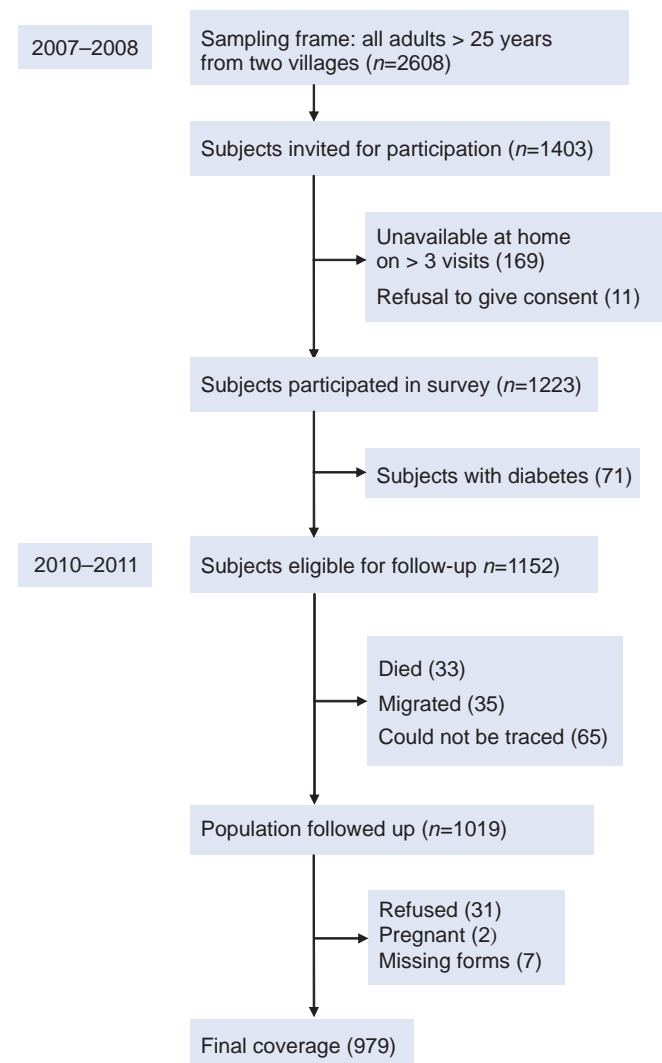 2007–2008
Sampling frame: all adults > 25 years
from two villages (n=2608)
Subjects invited for participation (n=1403)
Unavailable at home
on > 3 visits (169)
Refusal to give consent (11)
Subjects participated in survey (n=1223)
Subjects with diabetes (71)
2010–2011
Subjects eligible for follow-up n=1152)
Died (33)
Migrated (35)
Could not be traced (65)
Population followed up (n=1019)
Refused (31)
Pregnant (2)
Missing forms (7)
Final coverage (979)